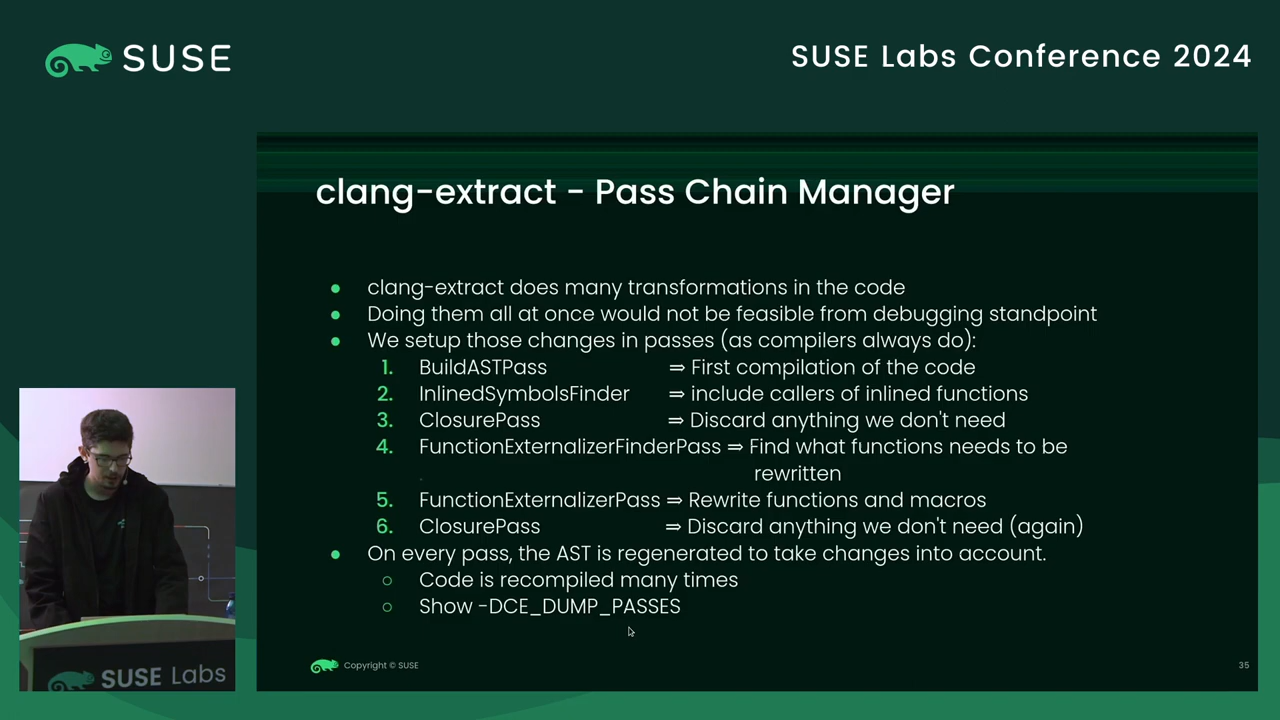 SUSE
SUSE Labs Conference 2024
clang-extract - Pass Chain Manager
● clang-extract does many transformations in the code
● Doing them all at once would not be feasible from debugging standpoint
● We setup those changes in passes (as compilers always do):
1. BuildASTPass ⇒ First compilation of the code
2. InlinedSymbolsFinder ⇒ include callers of inlined functions
3. ClosurePass ⇒ Discard anything we don't need
4. FunctionExternalizerFinderPass ⇒ Find what functions needs to be
rewritten
5. FunctionExternalizerPass ⇒ Rewrite functions and macros
6. ClosurePass ⇒ Discard anything we don't need (again)
● On every pass, the AST is regenerated to take changes into account.
○ Code is recompiled many times
○ Show -DCE_DUMP_PASSES
Copyright © SUSE
35
SUSE Labs